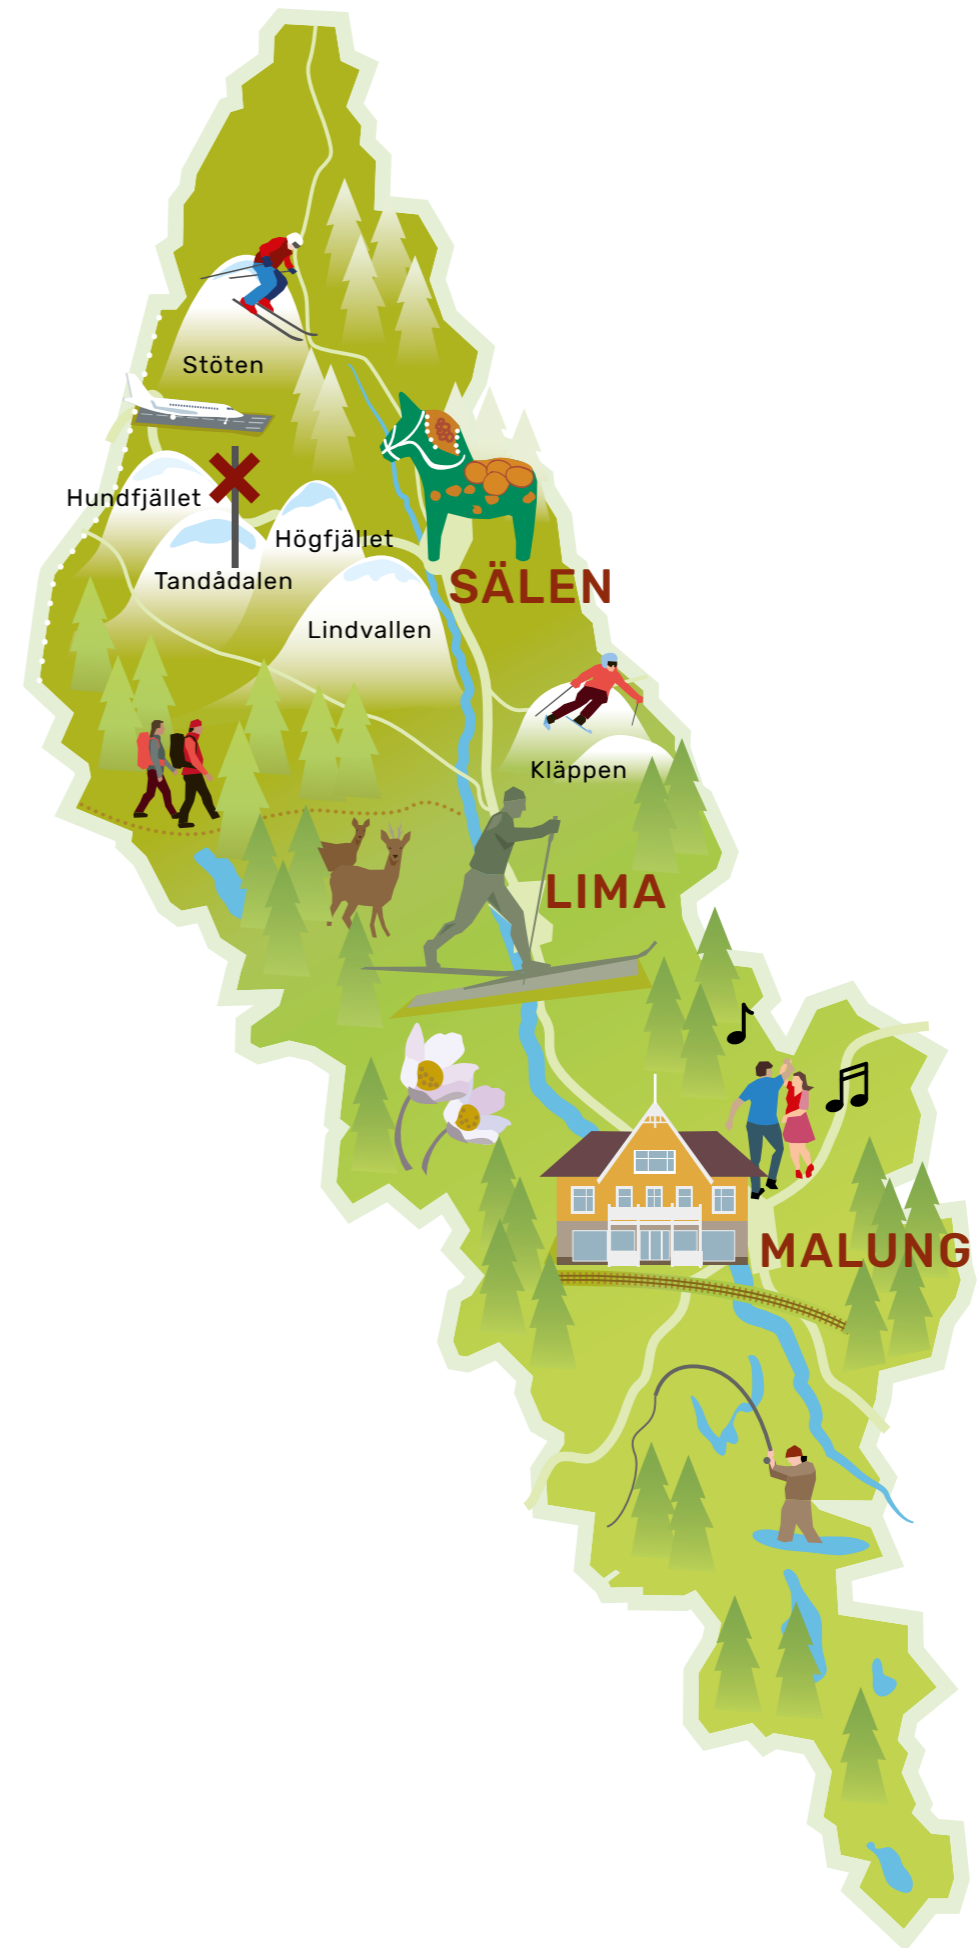 Stöten
Hundfjället
Högfjället
Tandådalen
SÄLEN
Lindvallen
Kläppen
LIMA
MALUNG